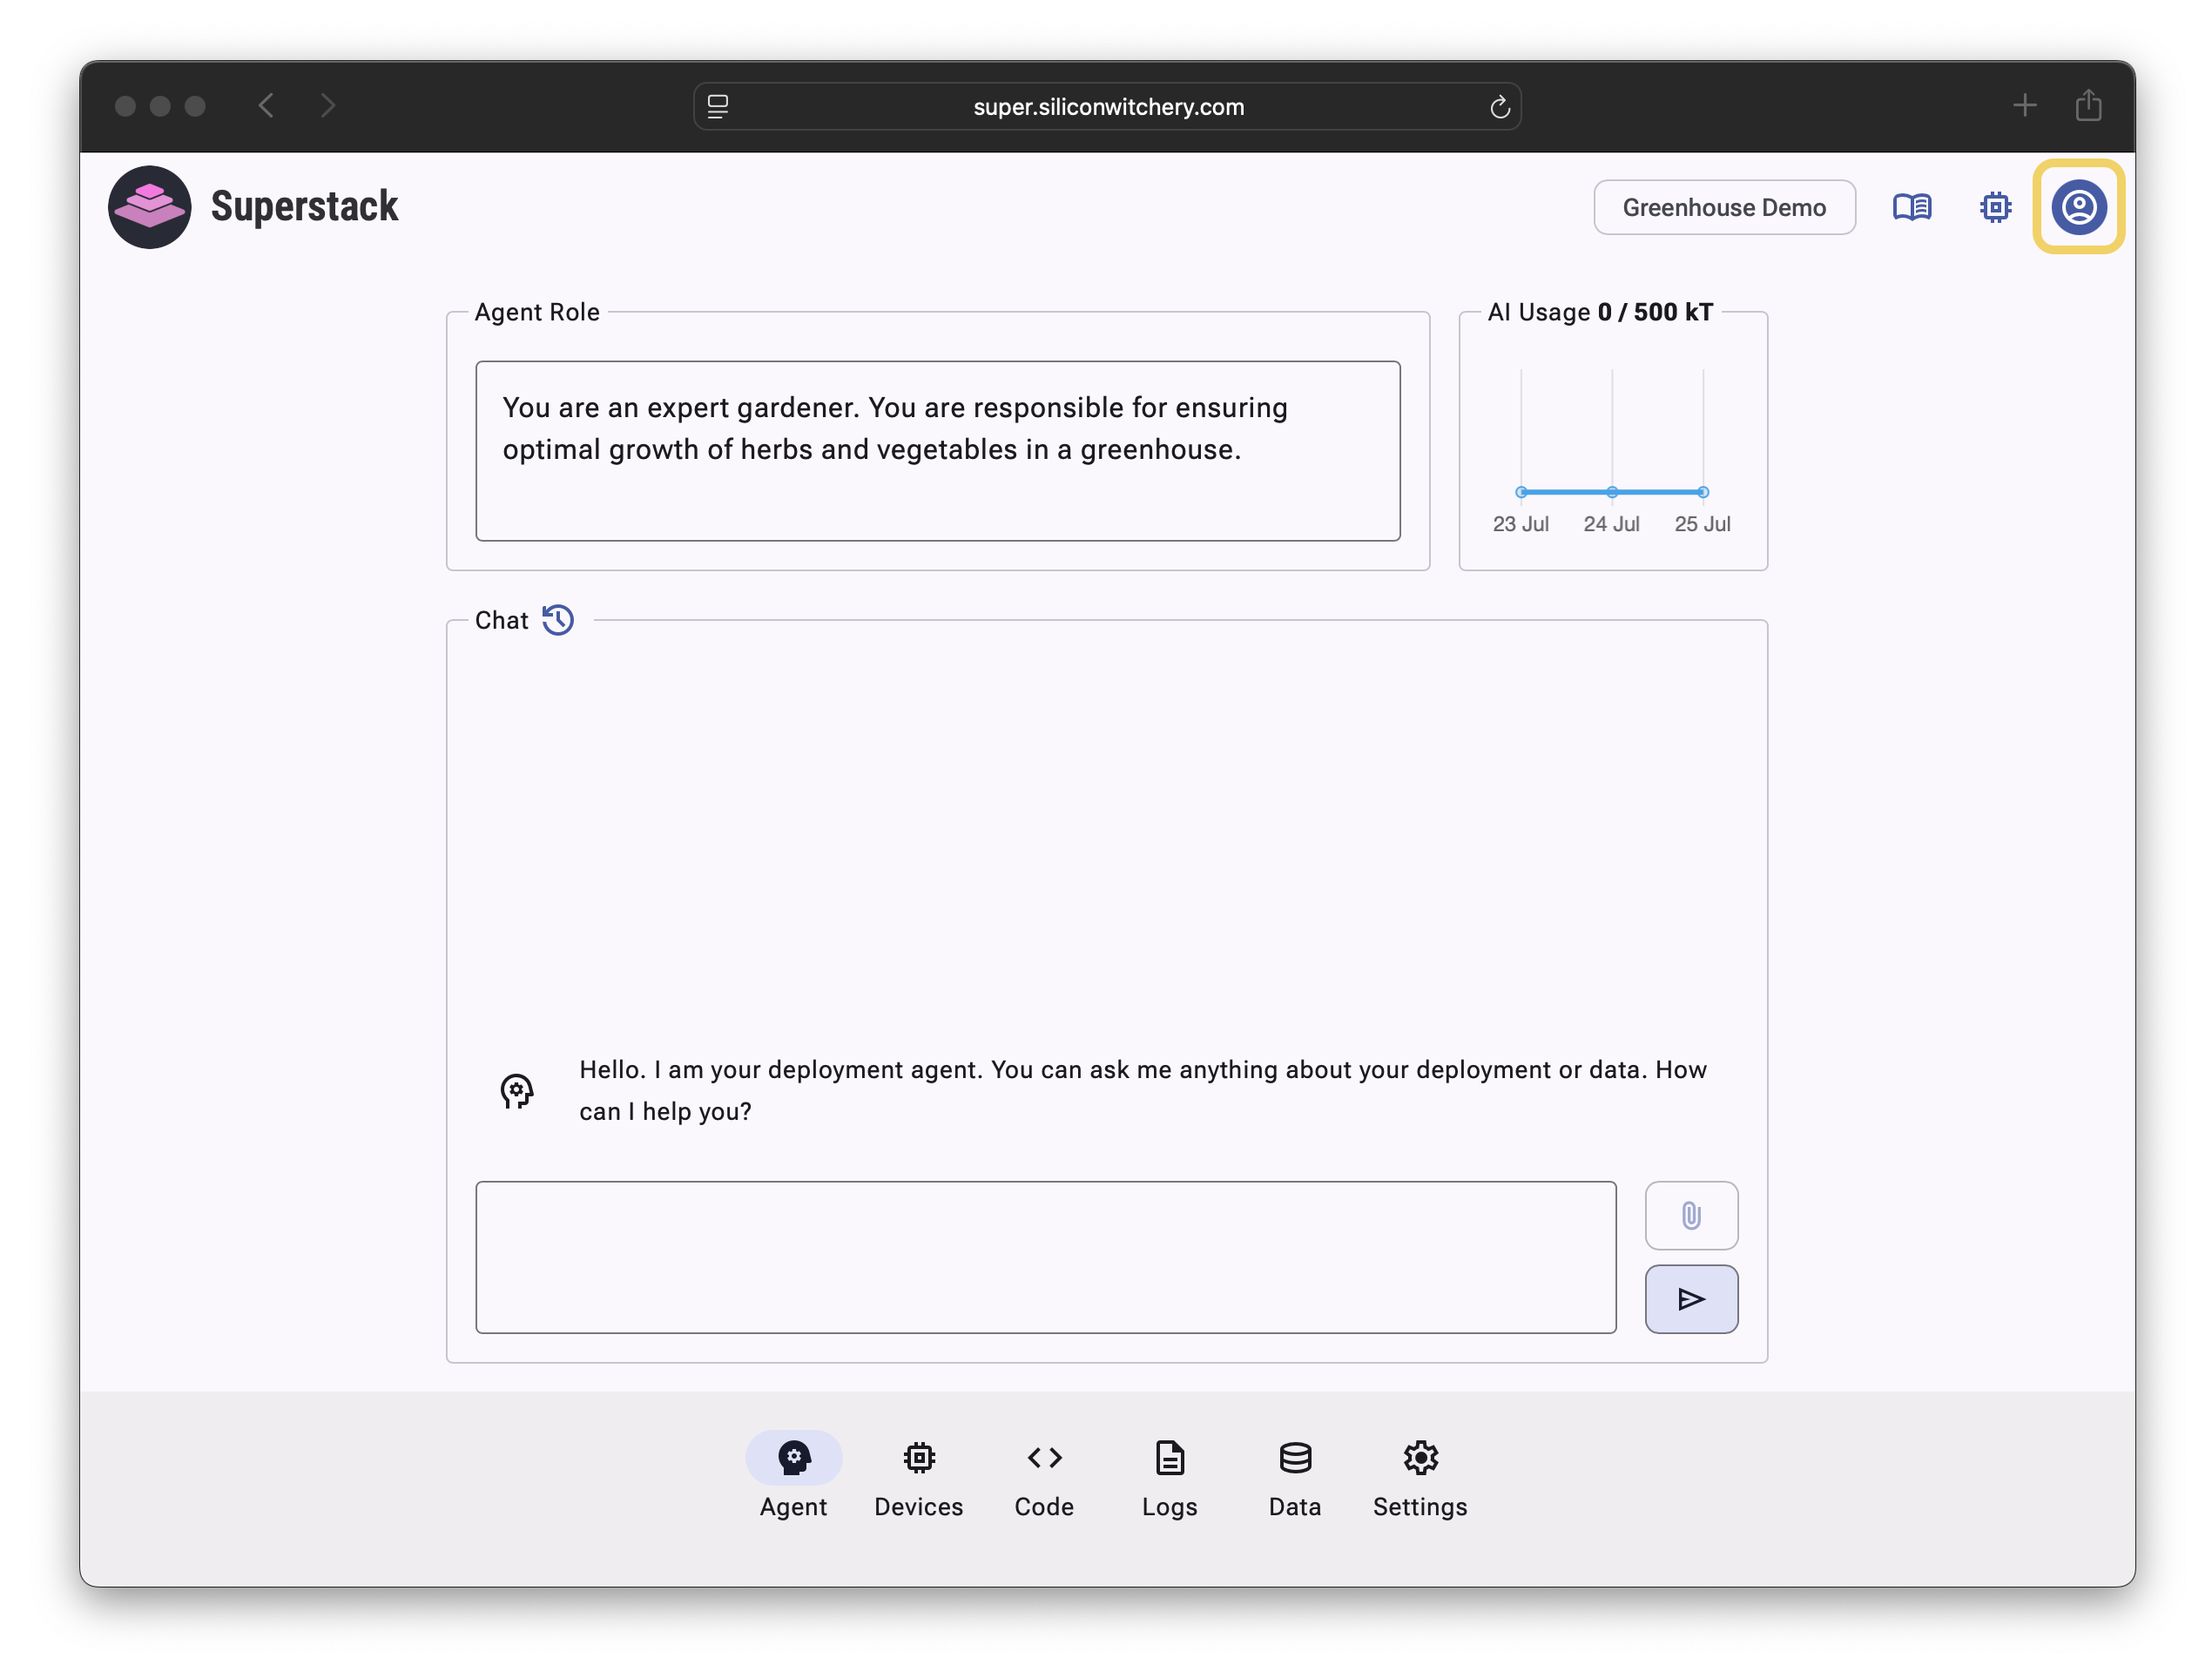 super.siliconwitchery.com
Superstack
Greenhouse Demo
Agent Role
You are an expert gardener. You are responsible for ensuring
optimal growth of herbs and vegetables in a greenhouse.
AI Usage 0 / 500 kT
23 Jul 24 Jul 25 Jul
Chat
Hello. I am your deployment agent. You can ask me anything about your deployment or data. How
can I help you?
Agent Devices Code Logs Data Settings